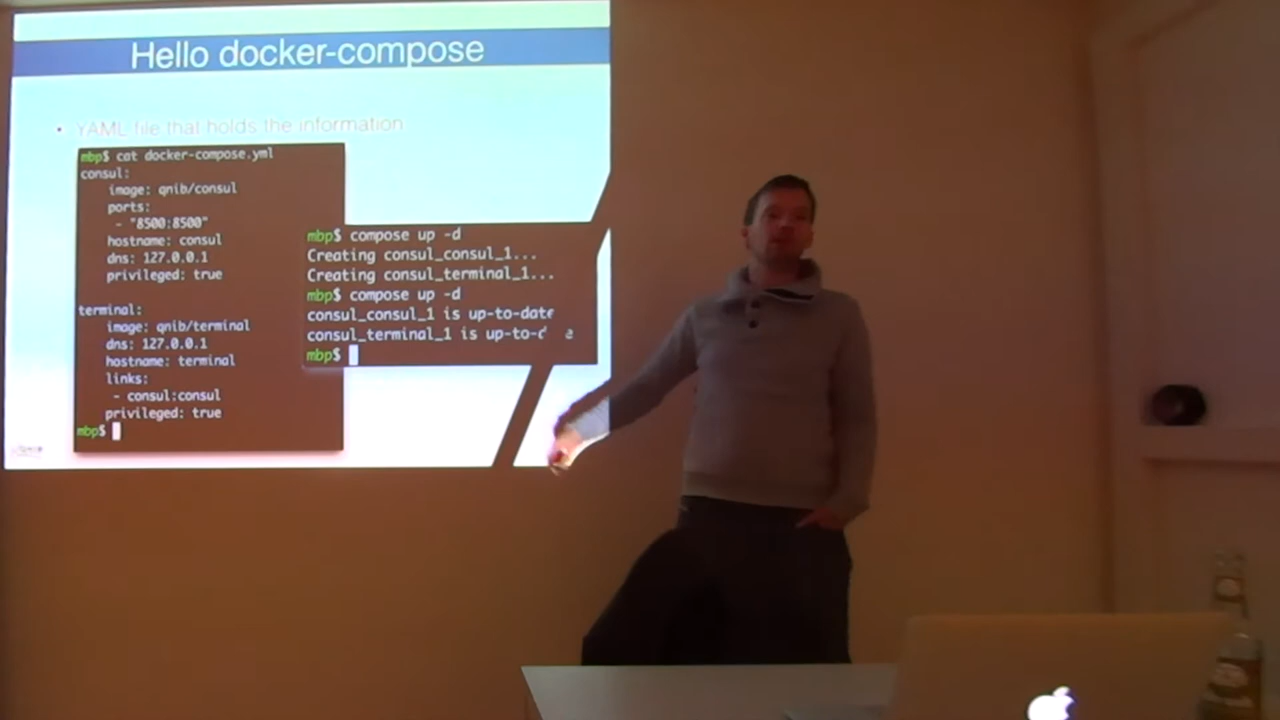 Hello docker-compose
• YAML file that holds the information
mbp$ cat docker-compose.yml
consul:
image: qnib/consul
ports:
- "8500:8500"
hostname: consul
dns: 127.0.0.1
privileged: true
terminal:
image: qnib/terminal
dns: 127.0.0.1
hostname: terminal
links:
- consul:consul
privileged: true
mbp$
mbp$ compose up -d
Creating consul_consul_1...
Creating consul_terminal_1...
mbp$ compose up -d
consul_consul_1 is up-to-date
consul_terminal_1 is
mbp$